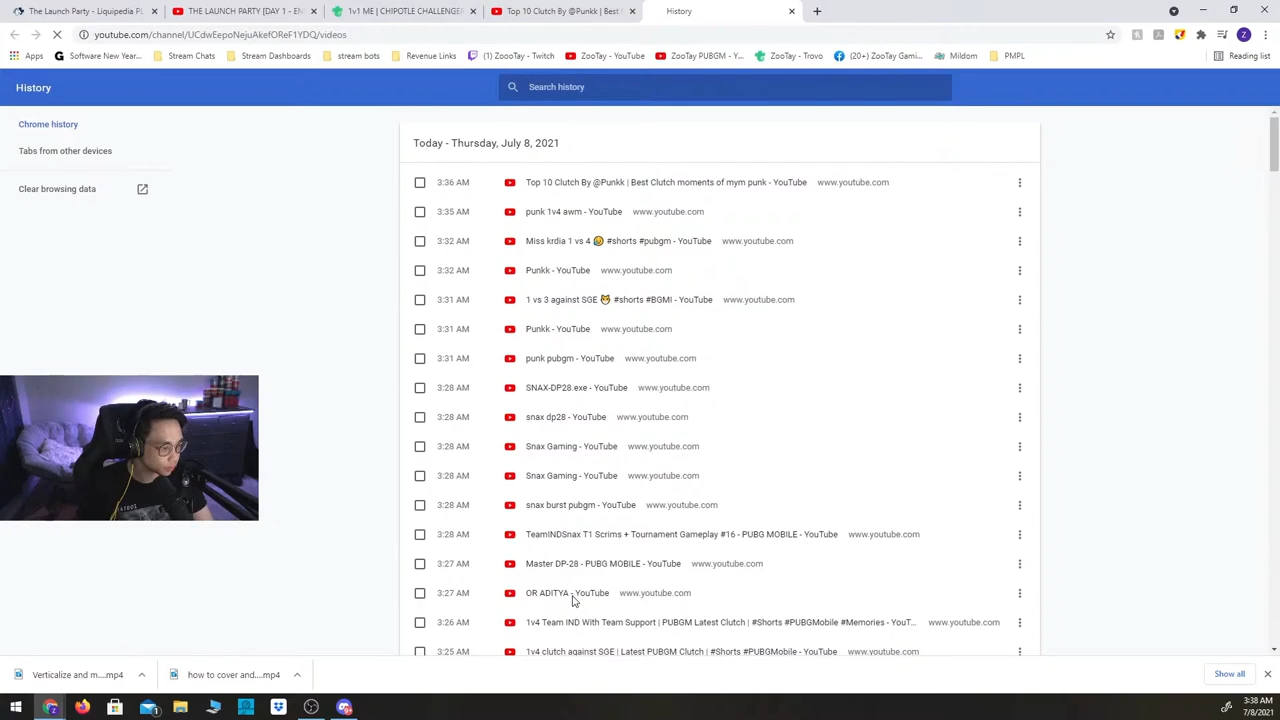 The Launch Party - Liquipedia PL
THE LAUNCH PARTY [DAY 1 - EN
1v1 ME [ CHIPOTLE CHALLENGER
Top 10 Clutch By @Punkk | Best
History
youtube.com/channel/UCdwEepoNejuAkefOReF1YDQ/videos
Apps
Software New Year...
Stream Chats
Stream Dashboards
stream bots
Revenue Links
(1) ZooTay - Twitch
ZooTay - YouTube
ZooTay PUBGM - Y...
ZooTay - Trovo
(20+) ZooTay Gami...
Mildom
PMPL
Reading list
History
Search history
Chrome history
Tabs from other devices
Clear browsing data
Today - Thursday, July 8, 2021
3:36 AM Top 10 Clutch By @Punkk | Best Clutch moments of mym punk - YouTube www.youtube.com
3:35 AM punk 1v4 awm - YouTube www.youtube.com
3:32 AM Miss krdia 1 vs 4 😥 #shorts #pubgm - YouTube www.youtube.com
3:32 AM Punkk - YouTube www.youtube.com
3:31 AM 1 vs 3 against SGE 😼 #shorts #BGMI - YouTube www.youtube.com
3:31 AM Punkk - YouTube www.youtube.com
3:31 AM punk pubgm - YouTube www.youtube.com
3:28 AM SNAX-DP28.exe - YouTube www.youtube.com
3:28 AM snax dp28 - YouTube www.youtube.com
3:28 AM Snax Gaming - YouTube www.youtube.com
3:28 AM Snax Gaming - YouTube www.youtube.com
3:28 AM snax burst pubgm - YouTube www.youtube.com
3:28 AM TeamINDSnax T1 Scrims + Tournament Gameplay #16 - PUBG MOBILE - YouTube www.youtube.com
3:27 AM Master DP-28 - PUBG MOBILE - YouTube www.youtube.com
3:27 AM OR ADITYA - YouTube www.youtube.com
3:26 AM 1v4 Team IND With Team Support | PUBGM Latest Clutch | #Shorts #PUBGMobile #Memories - YouT... www.youtube.com
3:25 AM 1v4 clutch against SGE | Latest PUBGM Clutch | #Shorts #PUBGMobile - YouTube www.youtube.com
Verticalize and m....mp4
how to cover and....mp4
Show all
3:38 AM
7/8/2021